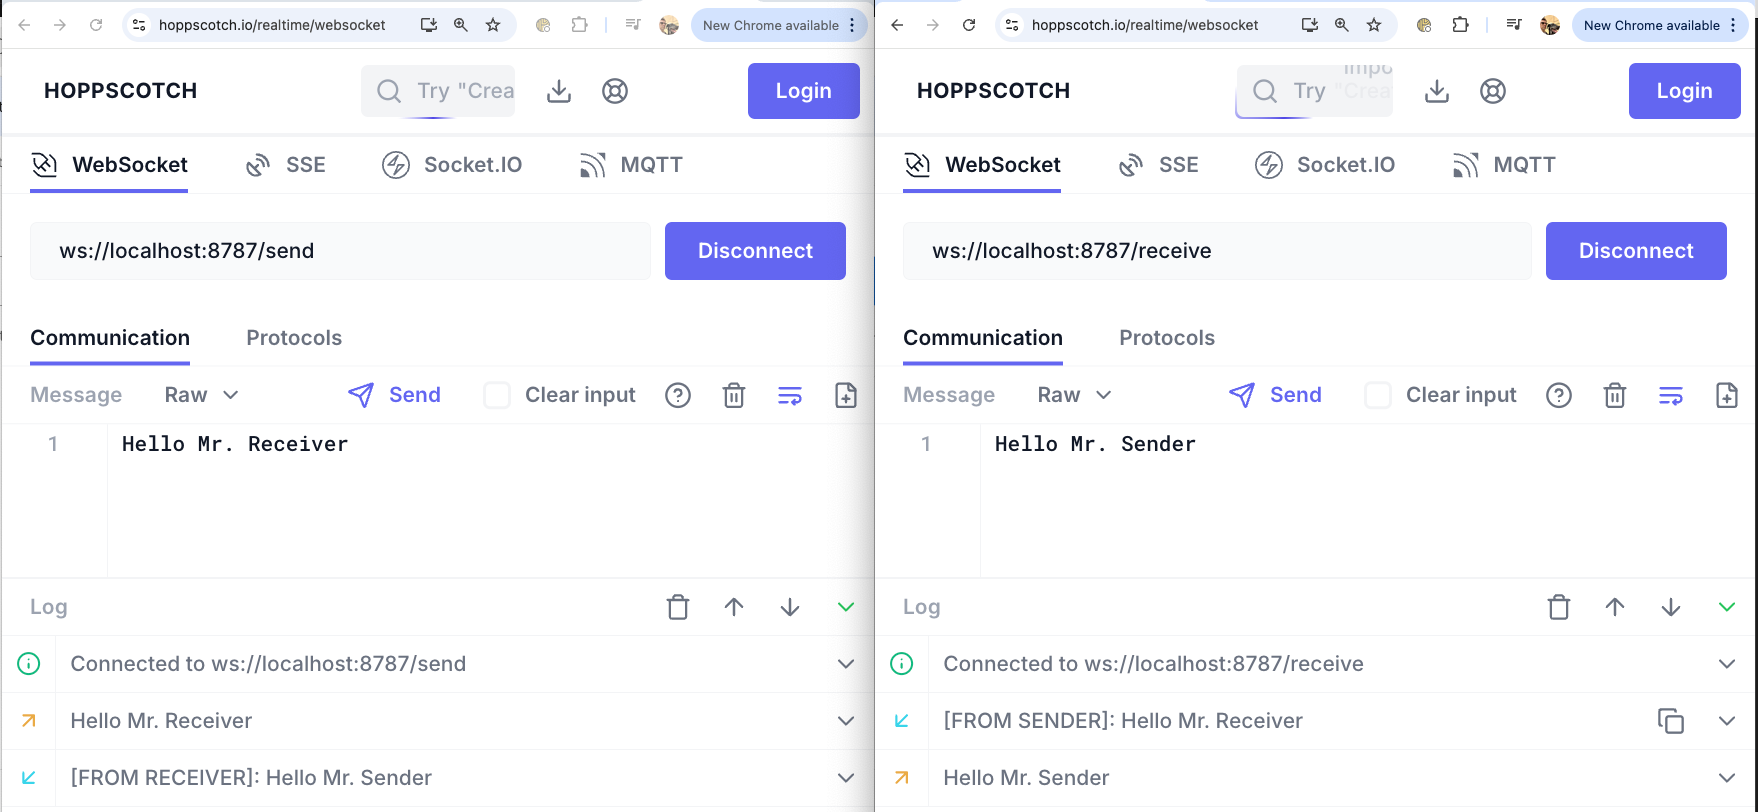 hoppscotch.io/realtime/websocket
New Chrome available
HOPPSCOTCH
Try "Crea
Login
WebSocket
SSE
Socket.IO
MQTT
ws://localhost:8787/send
Disconnect
Communication
Protocols
Message
Raw
Send
Clear input
1
Hello Mr. Receiver
Log
Connected to ws://localhost:8787/send
Hello Mr. Receiver
[FROM RECEIVER]: Hello Mr. Sender
hoppscotch.io/realtime/websocket
New Chrome available
HOPPSCOTCH
Impo
Try "Crea
Login
WebSocket
SSE
Socket.IO
MQTT
ws://localhost:8787/receive
Disconnect
Communication
Protocols
Message
Raw
Send
Clear input
1
Hello Mr. Sender
Log
Connected to ws://localhost:8787/receive
[FROM SENDER]: Hello Mr. Receiver
Hello Mr. Sender